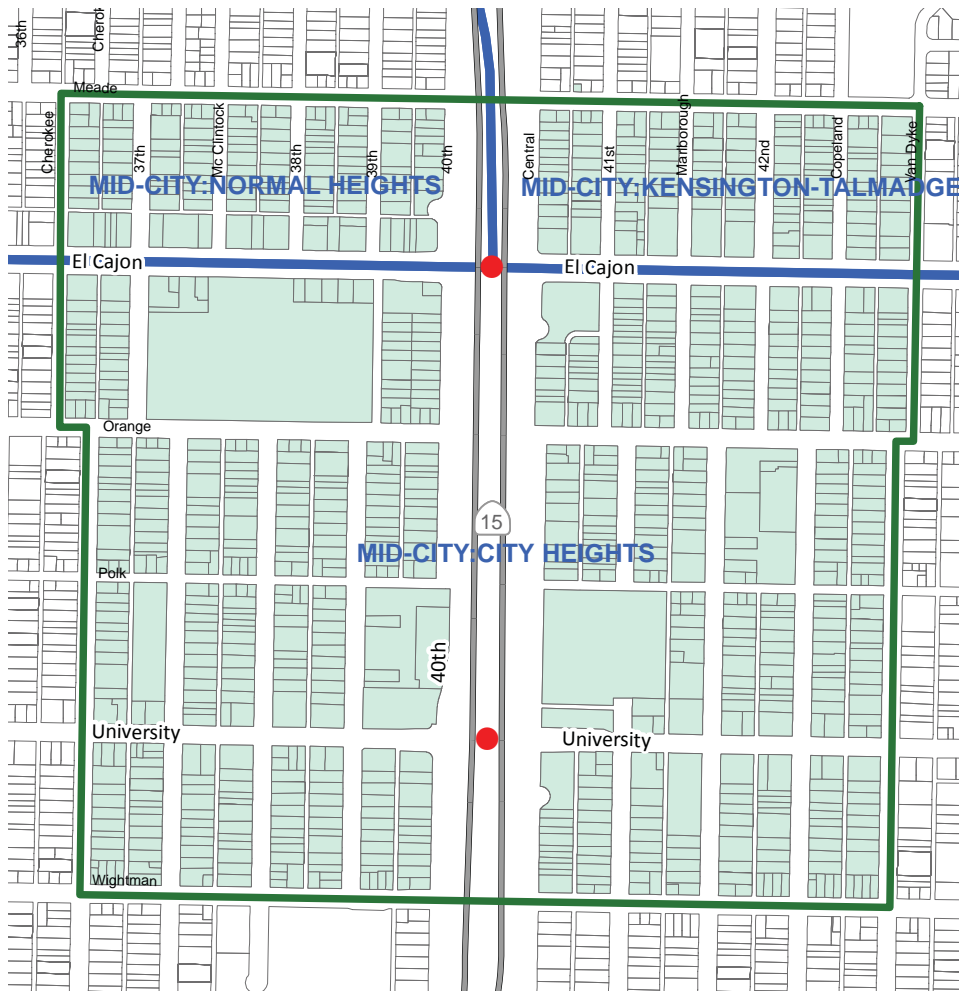 36th
Cherok
Meade
Cherokee
37th
Mc Clintock
38th
39th
40th
Central
41st
Marlborough
42nd
Copeland
Van Dyke
MID-CITY:NORMAL HEIGHTS
MID-CITY:KENSINGTON-TALMADGE
El Cajon
El Cajon
Orange
15
MID-CITY:CITY HEIGHTS
Polk
40th
University
University
Wightman